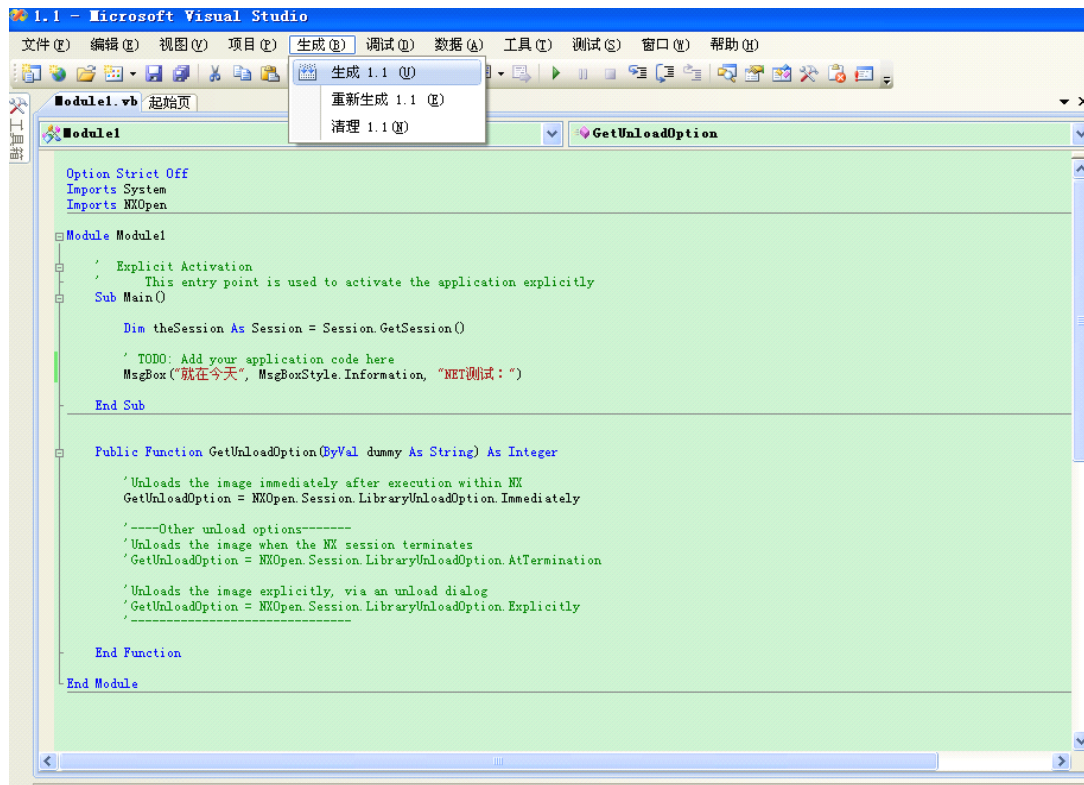 1.1 - Microsoft Visual Studio
文件(F) 编辑(E) 视图(V) 项目(P) 生成(B) 调试(D) 数据(A) 工具(T) 测试(S) 窗口(W) 帮助(H)
生成 1.1 (U)
重新生成 1.1 (E)
清理 1.1(N)
Module1.vb 起始页
工具箱
Module1 GetUnloadOption
Option Strict Off
Imports System
Imports NXOpen
Module Module1
' Explicit Activation
' This entry point is used to activate the application explicitly
Sub Main()
Dim theSession As Session = Session.GetSession()
' TODO: Add your application code here
MsgBox("就在今天", MsgBoxStyle.Information, "NET测试：")
End Sub
Public Function GetUnloadOption(ByVal dummy As String) As Integer
'Unloads the image immediately after execution within NX
GetUnloadOption = NXOpen.Session.LibraryUnloadOption.Immediately
'----Other unload options-------
'Unloads the image when the NX session terminates
'GetUnloadOption = NXOpen.Session.LibraryUnloadOption.AtTermination
'Unloads the image explicitly, via an unload dialog
'GetUnloadOption = NXOpen.Session.LibraryUnloadOption.Explicitly
'-------------------------------
End Function
End Module